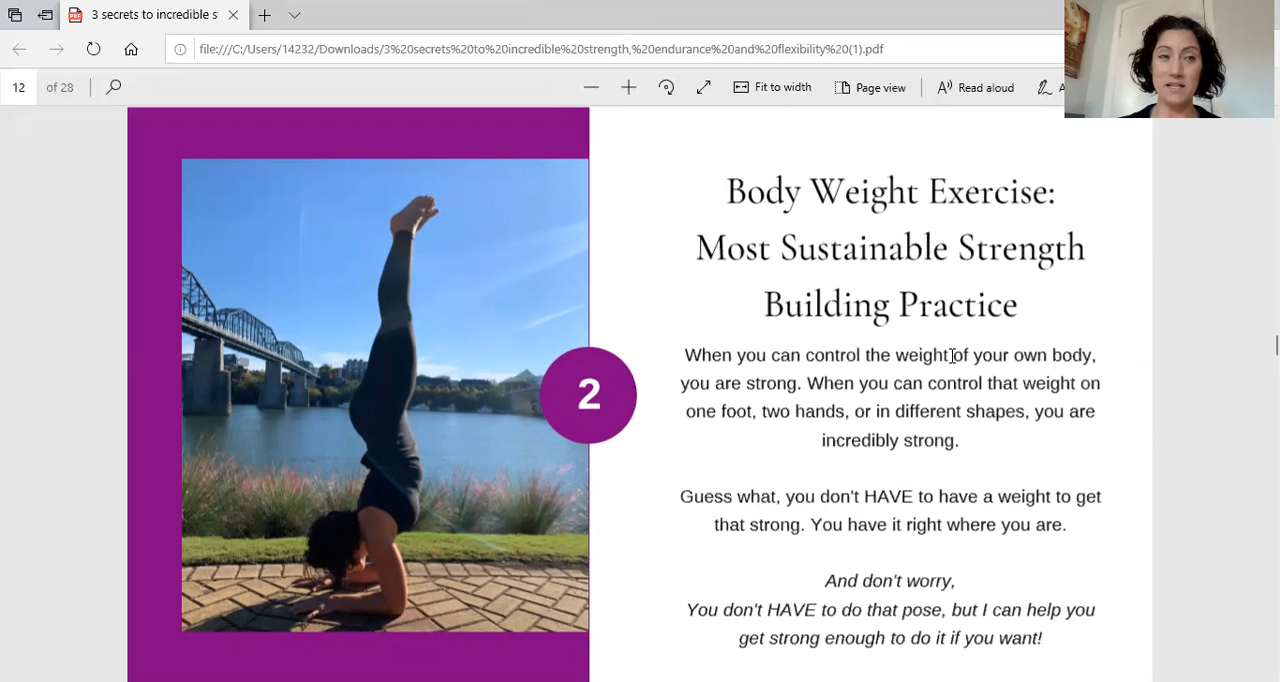 3 secrets to incredible s
file:///C:/Users/14232/Downloads/3%20secrets%20to%20incredible%20strength,%20endurance%20and%20flexibility%20(1).pdf
12 of 28
Fit to width
Page view
Read aloud
2
Body Weight Exercise:
Most Sustainable Strength
Building Practice
When you can control the weight of your own body,
you are strong. When you can control that weight on
one foot, two hands, or in different shapes, you are
incredibly strong.
Guess what, you don't HAVE to have a weight to get
that strong. You have it right where you are.
And don't worry,
You don't HAVE to do that pose, but I can help you
get strong enough to do it if you want!